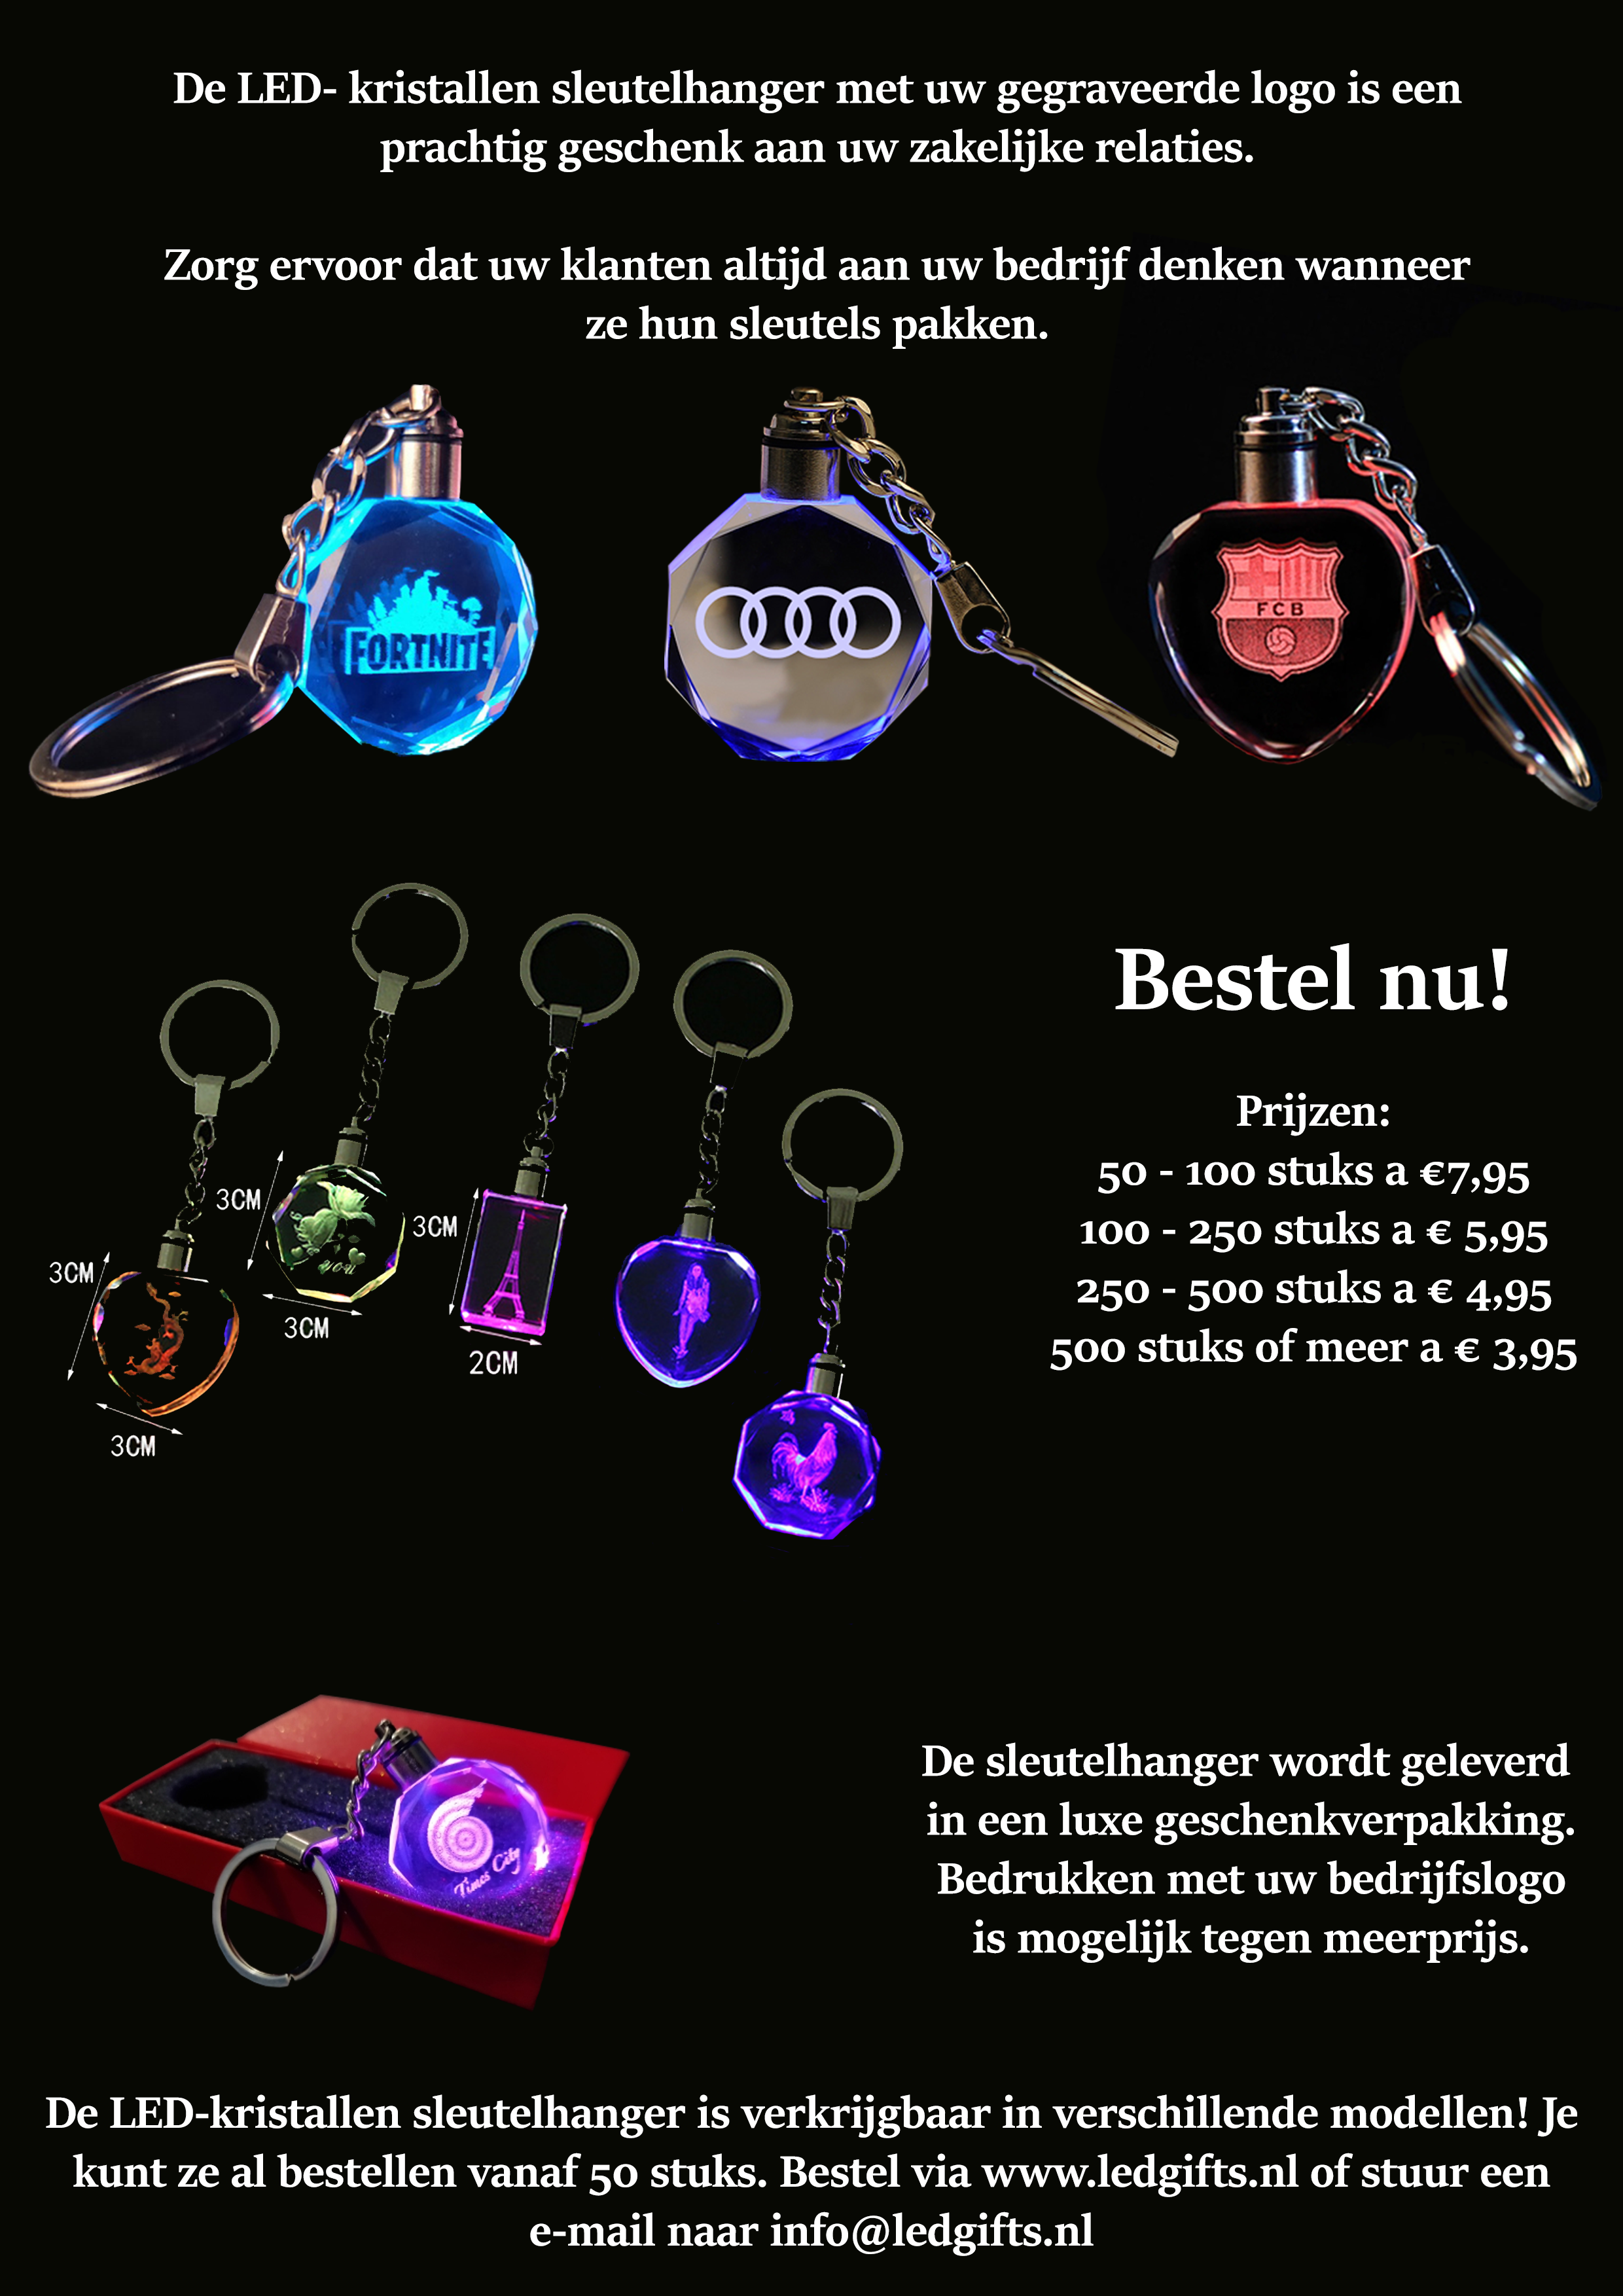 De LED- kristallen sleutelhanger met uw gegraveerde logo is een
prachtig geschenk aan uw zakelijke relaties.
Zorg ervoor dat uw klanten altijd aan uw bedrijf denken wanneer
ze hun sleutels pakken.
FORTNITE
FCB
Bestel nu!
Prijzen:
50 - 100 stuks a €7,95
100 - 250 stuks a € 5,95
250 - 500 stuks a € 4,95
500 stuks of meer a € 3,95
3CM
3CM
3CM
3CM
3CM
2CM
you
Times City
De sleutelhanger wordt geleverd
in een luxe geschenkverpakking.
Bedrukken met uw bedrijfslogo
is mogelijk tegen meerprijs.
De LED-kristallen sleutelhanger is verkrijgbaar in verschillende modellen! Je
kunt ze al bestellen vanaf 50 stuks. Bestel via www.ledgifts.nl of stuur een
e-mail naar info@ledgifts.nl